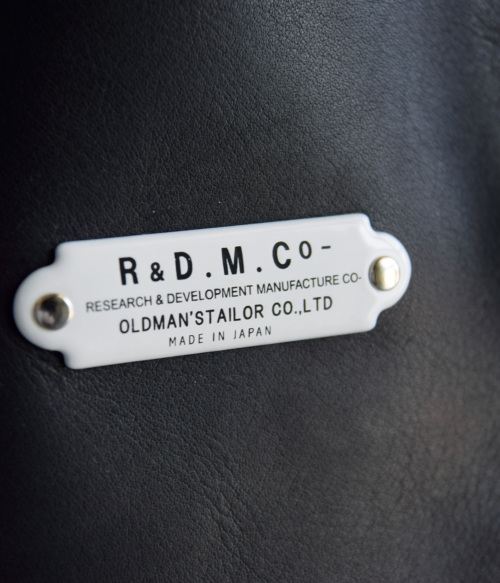 R & D . M . Co-
RESEARCH & DEVELOPMENT MANUFACTURE CO-
OLDMAN'STAILOR CO.,LTD
MADE IN JAPAN